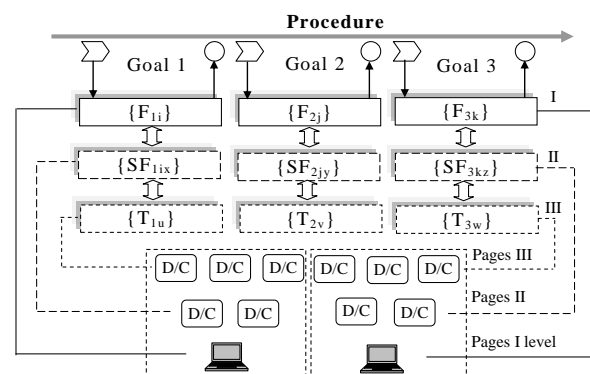 Procedure
Goal 1 Goal 2 Goal 3
I
{F1i} {F2j} {F3k}
II
{SF1ix} {SF2jy} {SF3kz}
III
{T1u} {T2v} {T3w}
D/C D/C D/C D/C D/C D/C Pages III
D/C D/C D/C D/C Pages II
Pages I level